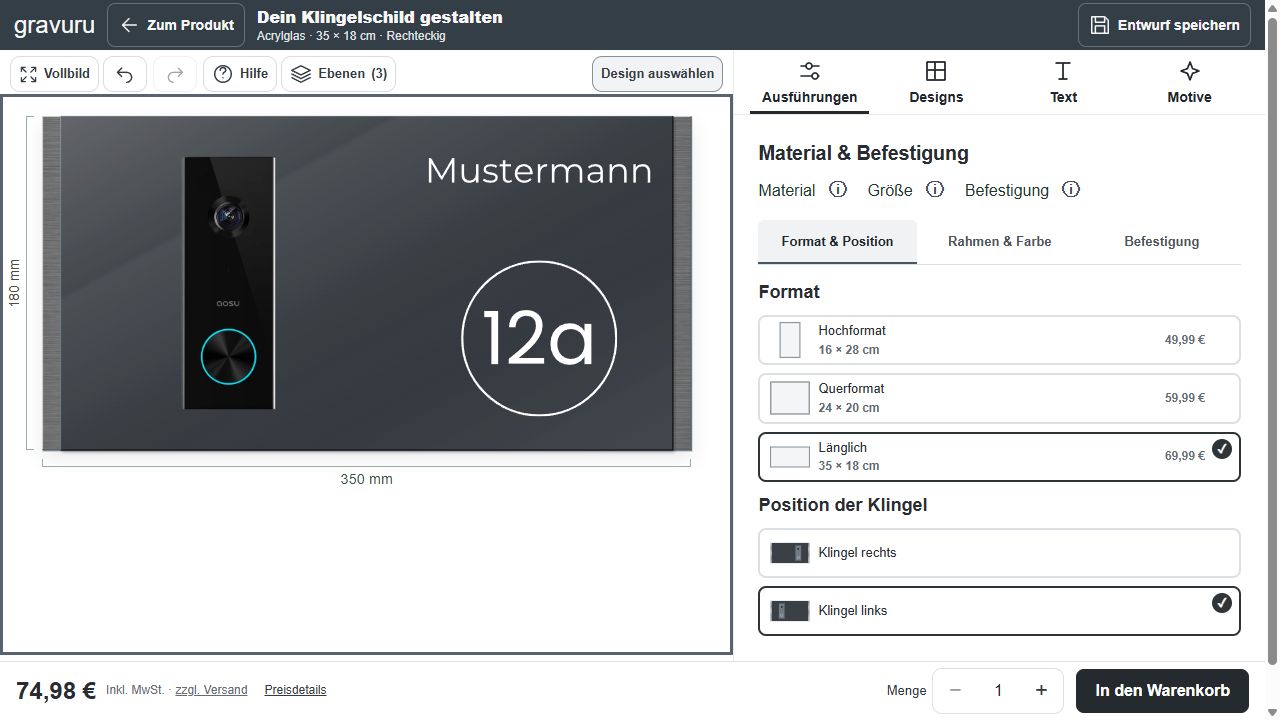 gravuru
Zum Produkt
Dein Klingelschild gestalten
Acrylglas · 35 × 18 cm · Rechteckig
Entwurf speichern
Vollbild
Hilfe
Ebenen (3)
Design auswählen
Ausführungen
Designs
Text
Motive
180 mm
Mustermann
aosu
12a
350 mm
Material & Befestigung
Material
Größe
Befestigung
Format & Position
Rahmen & Farbe
Befestigung
Format
Hochformat
16 × 28 cm
49,99 €
Querformat
24 × 20 cm
59,99 €
Länglich
35 × 18 cm
69,99 €
Position der Klingel
Klingel rechts
Klingel links
74,98 €
Inkl. MwSt. · zzgl. Versand
Preisdetails
Menge
− 1 +
In den Warenkorb